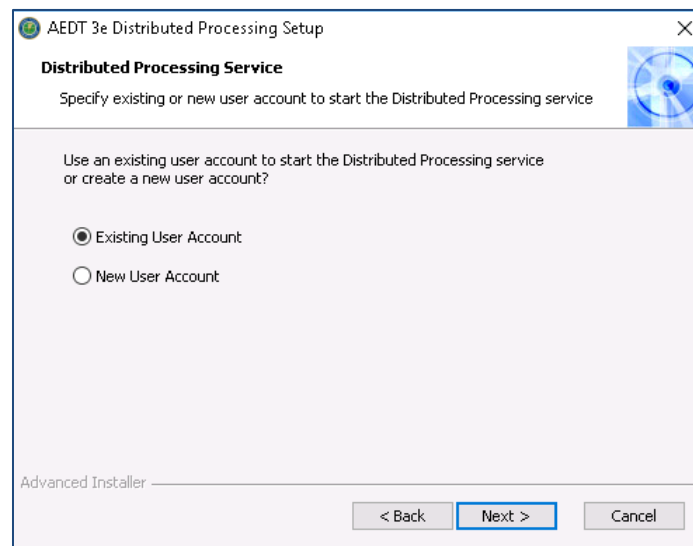 AEDT 3e Distributed Processing Setup
Distributed Processing Service
Specify existing or new user account to start the Distributed Processing service
Use an existing user account to start the Distributed Processing service
or create a new user account?
Existing User Account
New User Account
Advanced Installer
< Back Next > Cancel